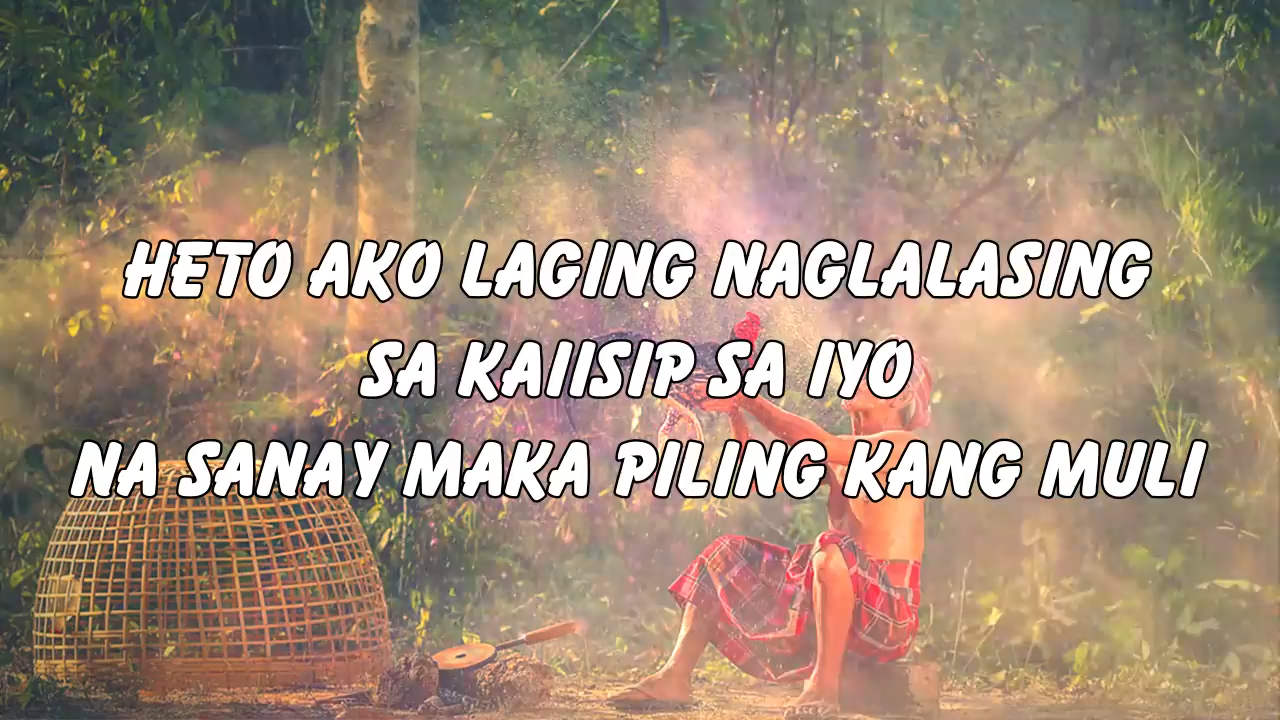 HETO AKO LAGING NAGLALASING
SA KAIISIP SA IYO
NA SANAY MAKA PILING KANG MULI